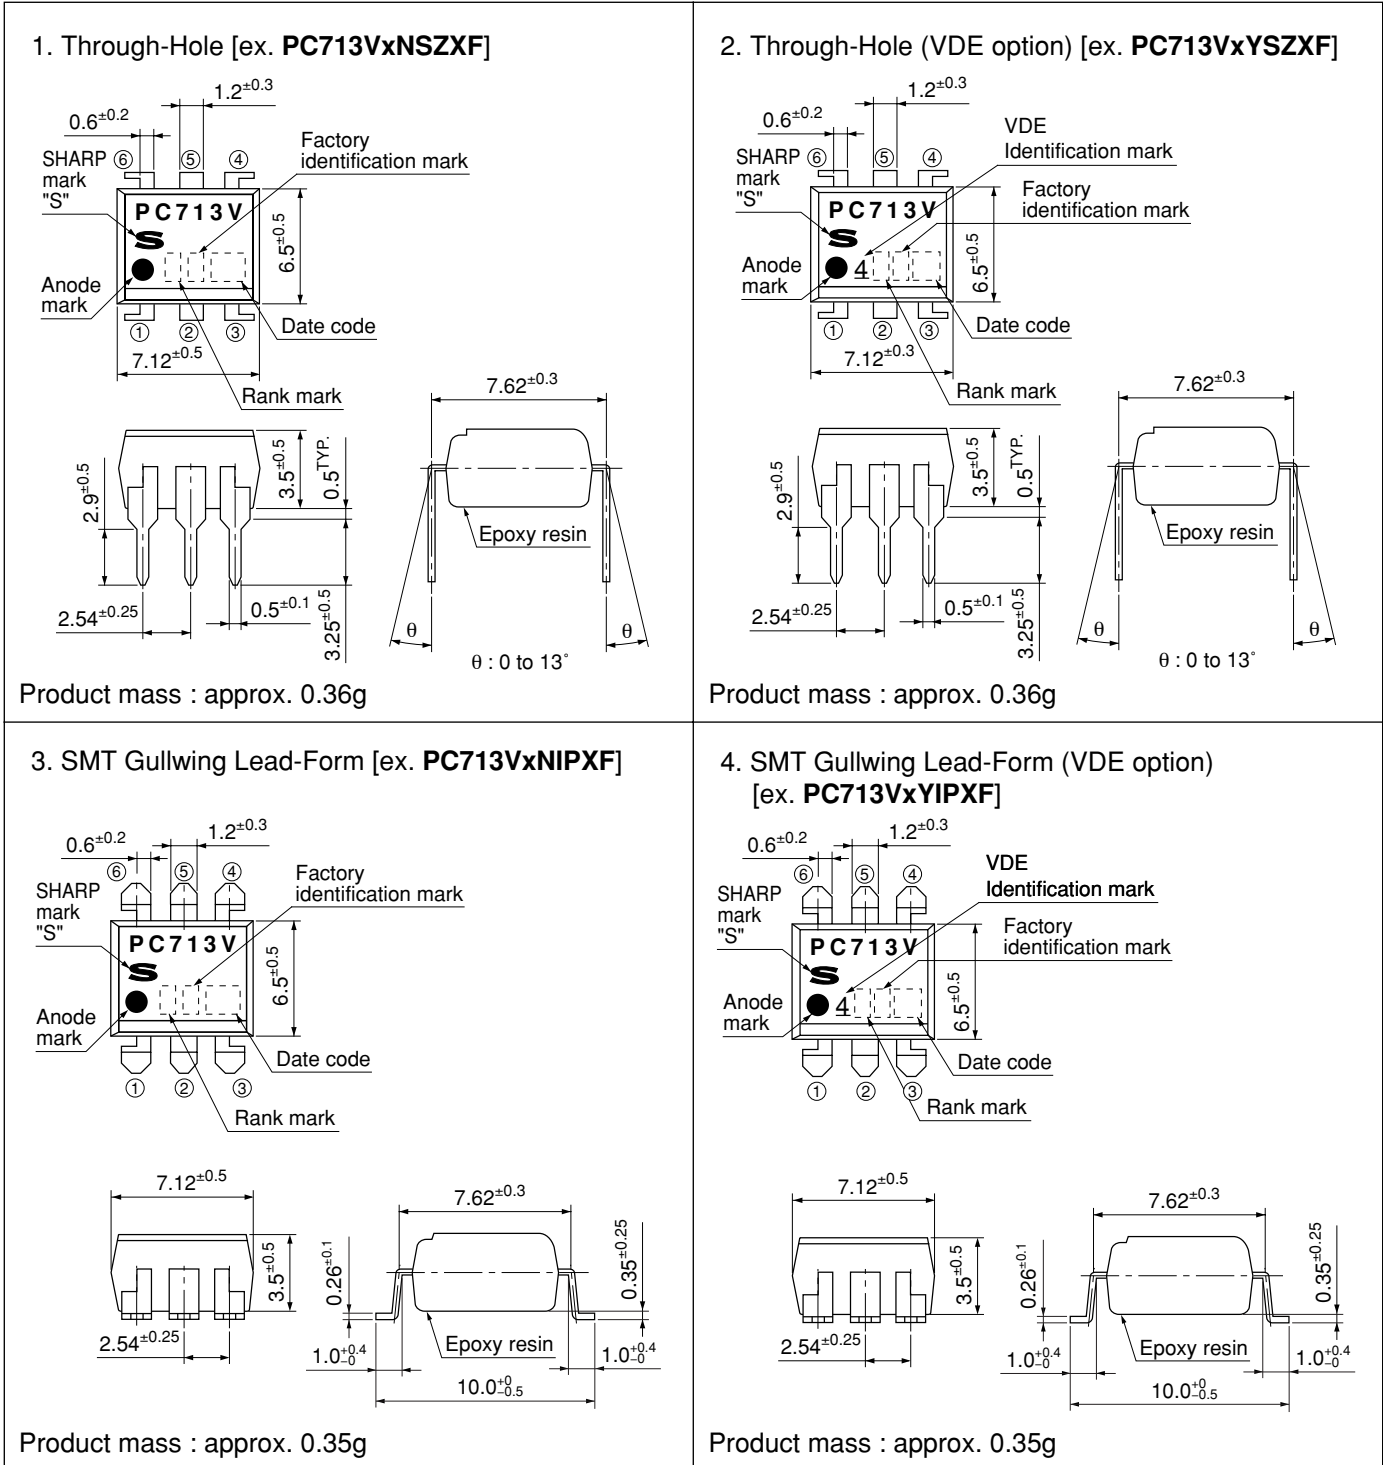 1. Through-Hole [ex. PC713VxNSZXF]
1.2±0.3
0.6±0.2
Factory
identification mark
SHARP
mark
"S"
⑥ ⑤ ④
PC713V
S
6.5±0.5
Anode
mark
① ② ③
Date code
7.12±0.5
Rank mark
7.62±0.3
2.9±0.5
3.5±0.5
0.5TYP.
Epoxy resin
2.54±0.25
0.5±0.1
3.25±0.5
θ
θ
θ : 0 to 13˚
Product mass : approx. 0.36g
2. Through-Hole (VDE option) [ex. PC713VxYSZXF]
1.2±0.3
0.6±0.2
VDE
Identification mark
SHARP
mark
"S"
⑥ ⑤ ④
Factory
identification mark
PC713V
S
6.5±0.5
Anode
mark
4
① ② ③
Date code
7.12±0.3
Rank mark
7.62±0.3
2.9±0.5
3.5±0.5
0.5TYP.
Epoxy resin
2.54±0.25
0.5±0.1
3.25±0.5
θ
θ
θ : 0 to 13˚
Product mass : approx. 0.36g
3. SMT Gullwing Lead-Form [ex. PC713VxNIPXF]
0.6±0.2
1.2±0.3
⑥ ⑤ ④
Factory
identification mark
SHARP
mark
"S"
PC713V
S
6.5±0.5
Anode
mark
Date code
① ② ③
Rank mark
7.12±0.5
7.62±0.3
3.5±0.5
0.26±0.1
0.35±0.25
2.54±0.25
Epoxy resin
1.0+0.4−0
1.0+0.4−0
10.0+0−0.5
Product mass : approx. 0.35g
4. SMT Gullwing Lead-Form (VDE option)
[ex. PC713VxYIPXF]
0.6±0.2
1.2±0.3
⑥ ⑤ ④
VDE
Identification mark
SHARP
mark
"S"
Factory
identification mark
PC713V
S
6.5±0.5
Anode
mark
4
Date code
① ② ③
Rank mark
7.12±0.5
7.62±0.3
3.5±0.5
0.26±0.1
0.35±0.25
2.54±0.25
Epoxy resin
1.0+0.4−0
1.0+0.4−0
10.0+0−0.5
Product mass : approx. 0.35g